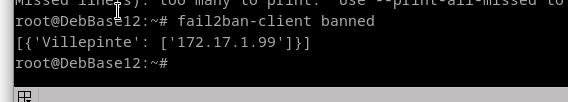 Missed line(s). too many to print.  Use --print-all-missed to
root@DebBase12:~# fail2ban-client banned
[{'Villepinte': ['172.17.1.99']}]
root@DebBase12:~#